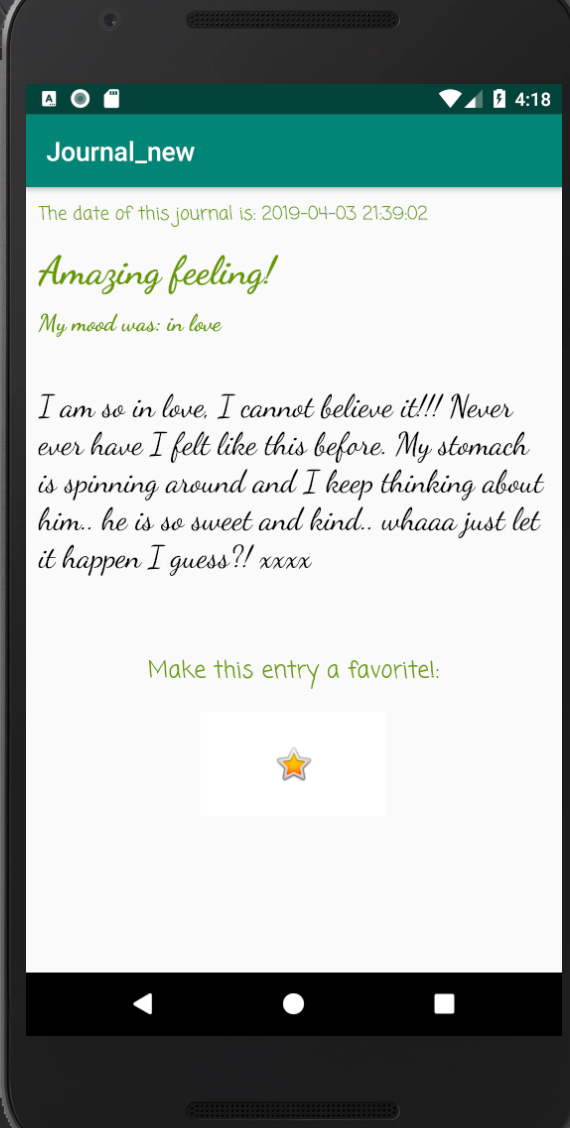 4:18
Journal_new
The date of this journal is: 2019-04-03 21:39:02
Amazing feeling!
My mood was: in love
I am so in love, I cannot believe it!!! Never
ever have I felt like this before. My stomach
is spinning around and I keep thinking about
him.. he is so sweet and kind.. whaaa just let
it happen I guess?! xxxx
Make this entry a favorite!: